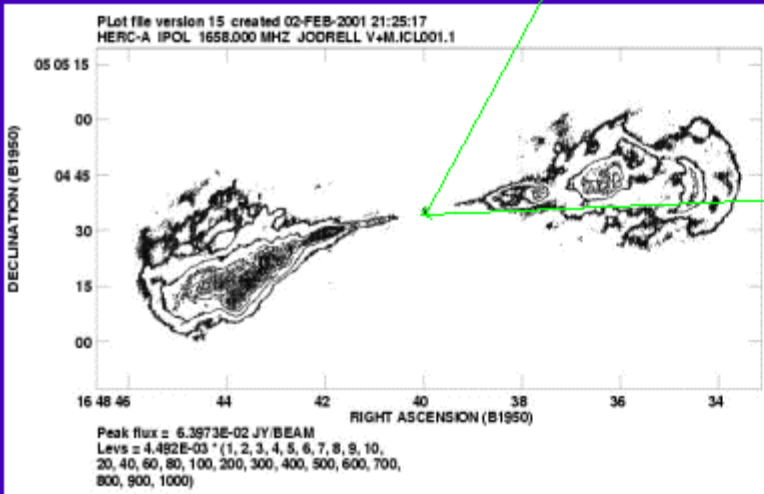 PLot file version 15 created 02-FEB-2001 21:25:17
HERC-A IPOL 1658.000 MHZ JODRELL V+M.ICL001.1
DECLINATION (B1950)
05 05 15
00
04 45
30
15
00
16 48 46 44 42 40 38 36 34
RIGHT ASCENSION (B1950)
Peak flux = 6.3973E-02 JY/BEAM
Levs = 4.492E-03 * (1, 2, 3, 4, 5, 6, 7, 8, 9, 10,
20, 40, 60, 80, 100, 200, 300, 400, 500, 600, 700,
800, 900, 1000)